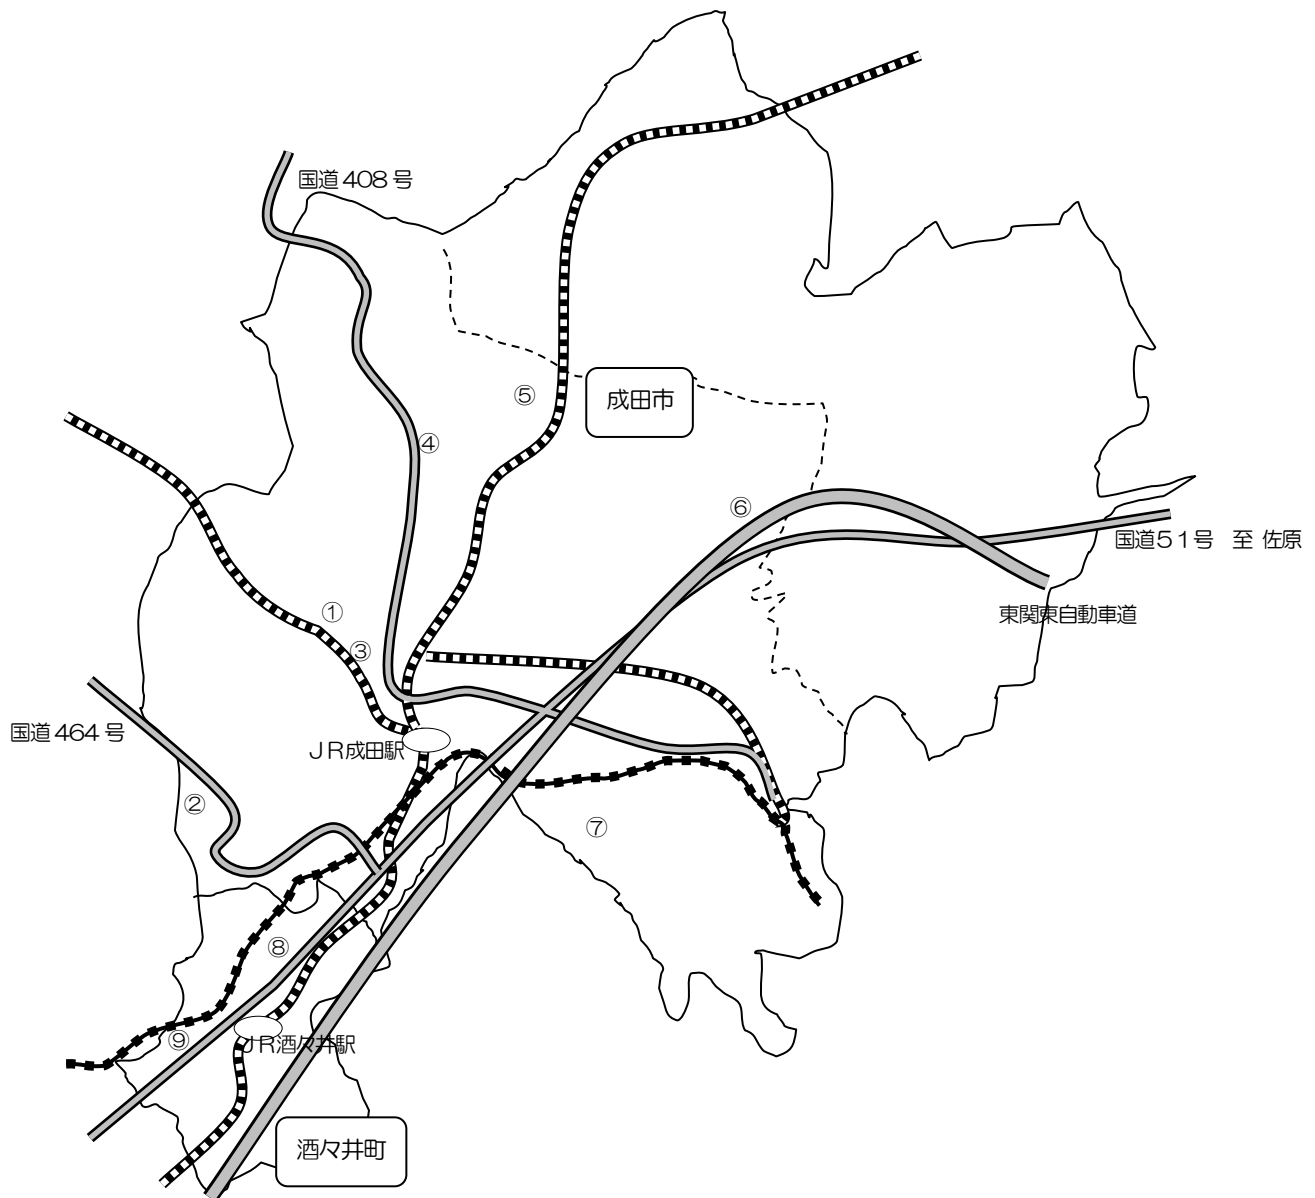 国道408号
⑤
成田市
④
⑥
国道51号 至 佐原
①
東関東自動車道
③
国道464号
JR成田駅
②
⑦
⑧
⑨
JR酒々井駅
酒々井町